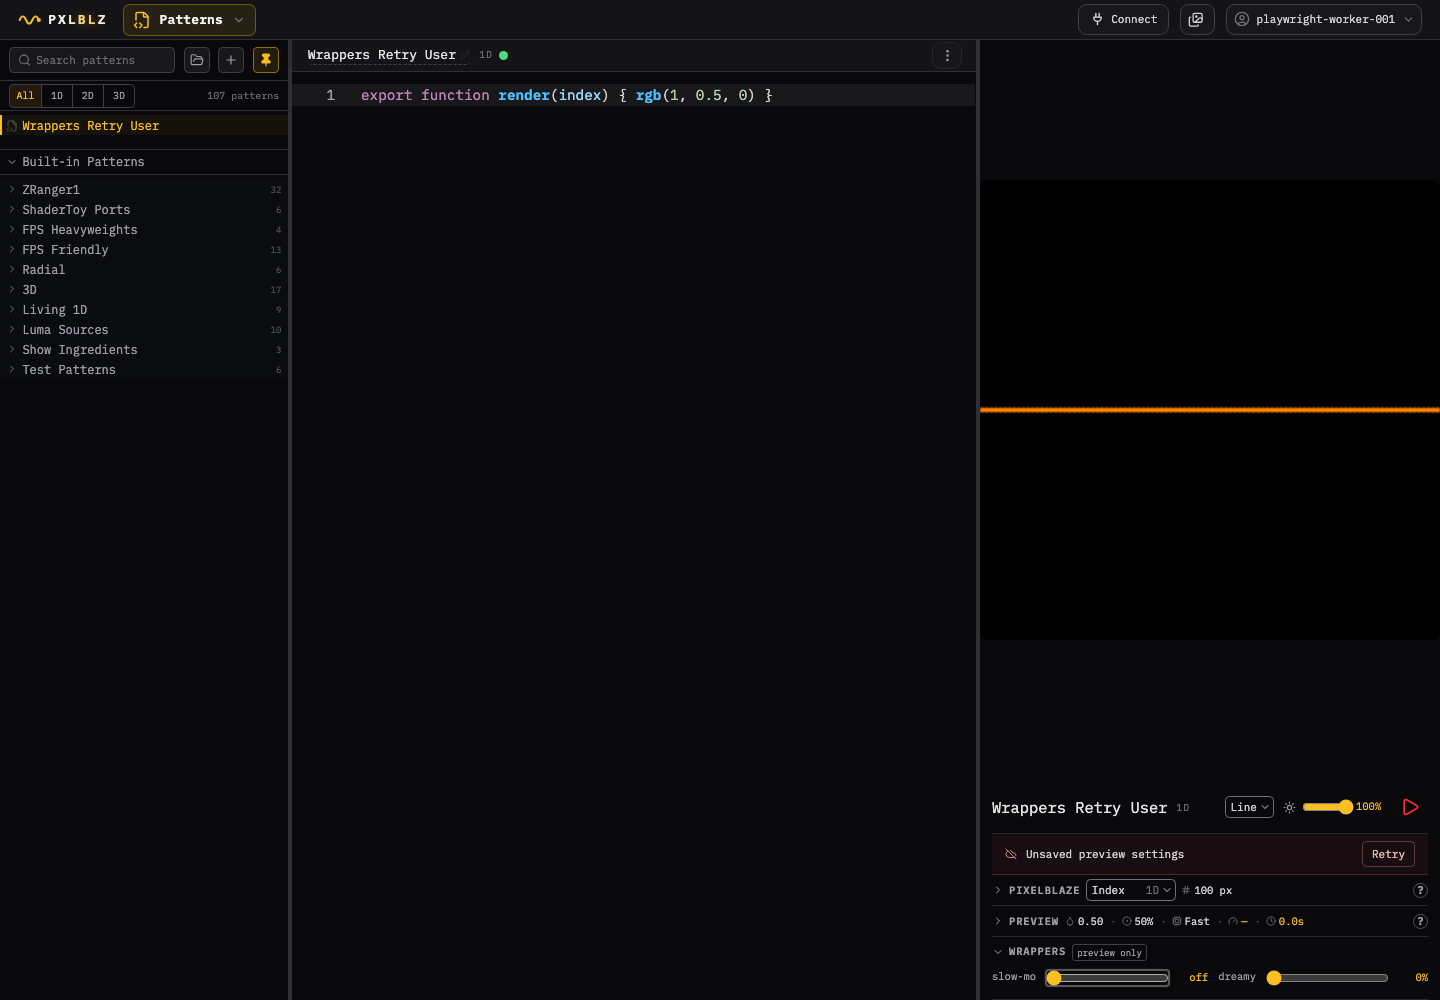 PXLBLZ
Patterns
Connect
playwright-worker-001
Search patterns
All 1D 2D 3D
107 patterns
Wrappers Retry User
Built-in Patterns
ZRanger1 32
ShaderToy Ports 6
FPS Heavyweights 4
FPS Friendly 13
Radial 6
3D 17
Living 1D 9
Luma Sources 10
Show Ingredients 3
Test Patterns 6
Wrappers Retry User 1D
1 export function render(index) { rgb(1, 0.5, 0) }
Wrappers Retry User 1D
Line
100%
Unsaved preview settings
Retry
PIXELBLAZE Index 1D # 100 px ?
PREVIEW 0.50 · 50% · Fast · — · 0.0s ?
WRAPPERS preview only
slow-mo off dreamy 0%